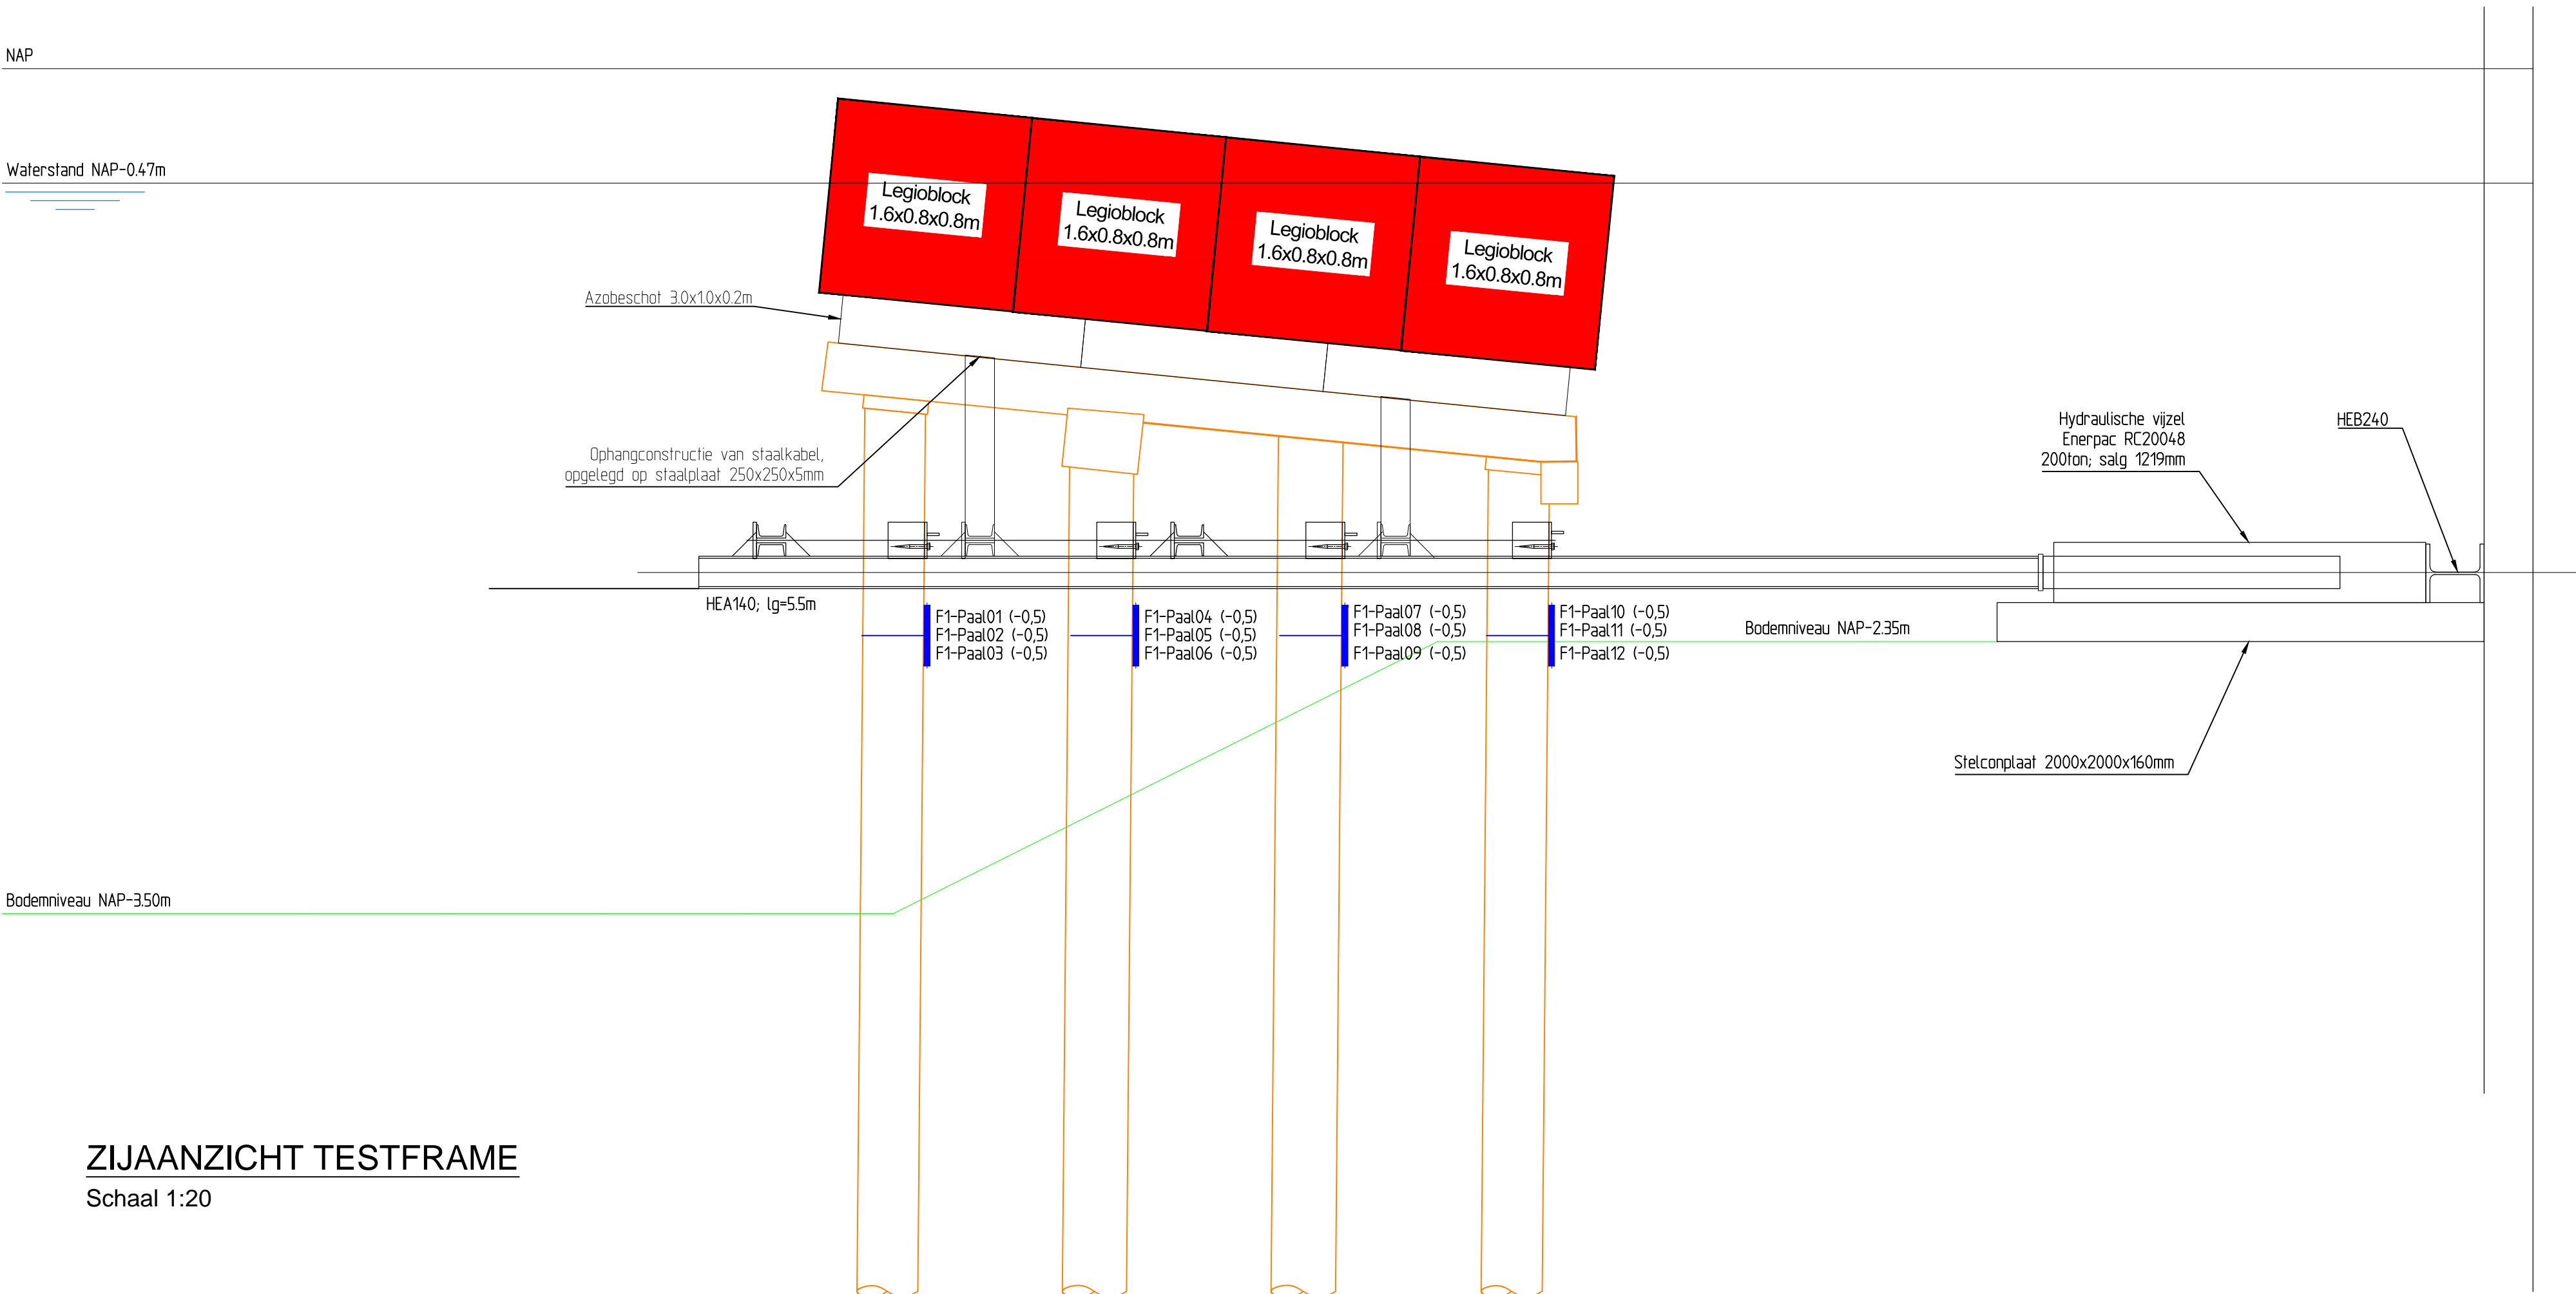 NAP
Waterstand NAP-0.47m
Legioblock
1.6x0.8x0.8m
Legioblock
1.6x0.8x0.8m
Legioblock
1.6x0.8x0.8m
Legioblock
1.6x0.8x0.8m
Azobeschot 3.0x1.0x0.2m
Ophangconstructie van staalkabel,
opgelegd op staalplaat 250x250x5mm
Hydraulische vijzel
Enerpac RC20048
200ton; salg 1219mm
HEB240
HEA140; lg=5.5m
F1-Paal01 (-0,5)
F1-Paal02 (-0,5)
F1-Paal03 (-0,5)
F1-Paal04 (-0,5)
F1-Paal05 (-0,5)
F1-Paal06 (-0,5)
F1-Paal07 (-0,5)
F1-Paal08 (-0,5)
F1-Paal09 (-0,5)
F1-Paal10 (-0,5)
F1-Paal11 (-0,5)
F1-Paal12 (-0,5)
Bodemniveau NAP-2.35m
Stelconplaat 2000x2000x160mm
Bodemniveau NAP-3.50m
ZIJAANZICHT TESTFRAME
Schaal 1:20